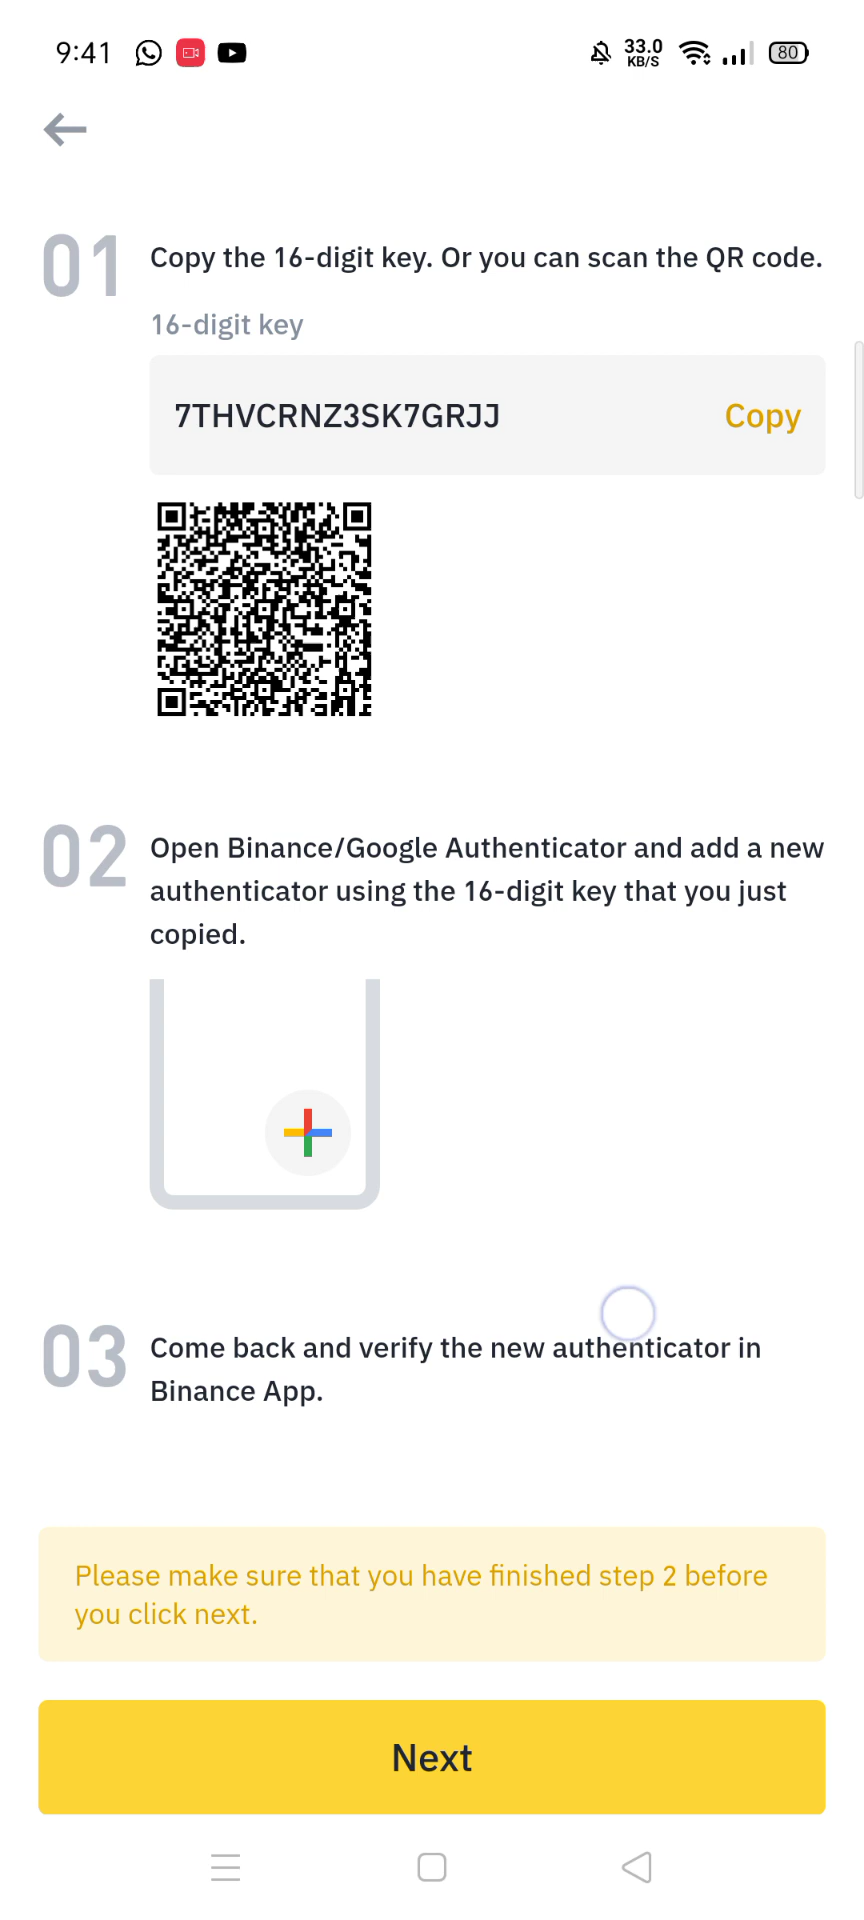 9:41
33.0
KB/S
80
01
Copy the 16-digit key. Or you can scan the QR code.
16-digit key
7THVCRNZ3SK7GRJJ
Copy
02
Open Binance/Google Authenticator and add a new
authenticator using the 16-digit key that you just
copied.
03
Come back and verify the new authenticator in
Binance App.
Please make sure that you have finished step 2 before
you click next.
Next